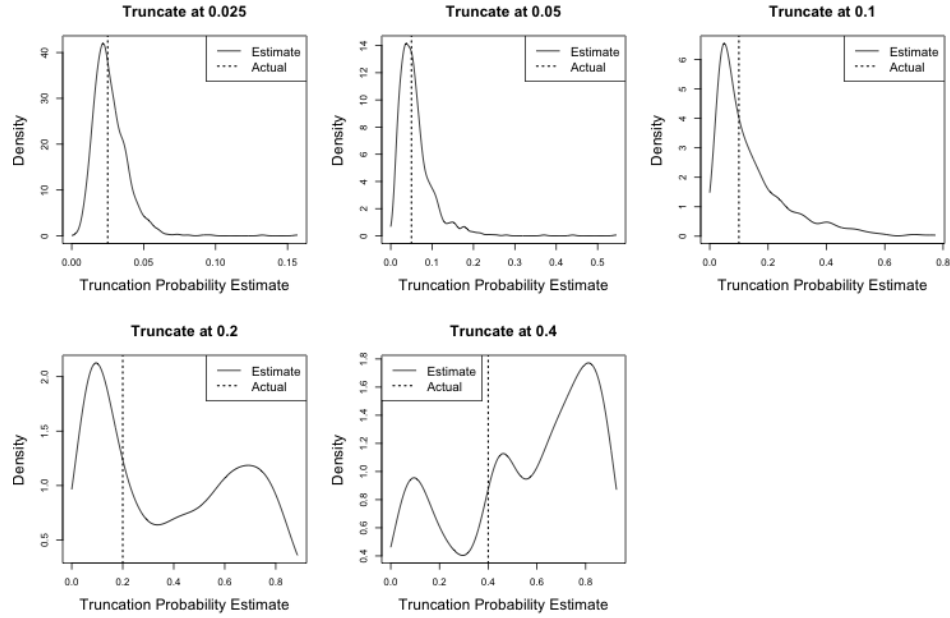 Truncate at 0.025
Density
0 10 20 30 40
Estimate
Actual
0.00 0.05 0.10 0.15
Truncation Probability Estimate
Truncate at 0.05
Density
0 2 4 6 8 10 12 14
Estimate
Actual
0.0 0.1 0.2 0.3 0.4 0.5
Truncation Probability Estimate
Truncate at 0.1
Density
0 1 2 3 4 5 6
Estimate
Actual
0.0 0.2 0.4 0.6 0.8
Truncation Probability Estimate
Truncate at 0.2
Density
0.5 1.0 1.5 2.0
Estimate
Actual
0.0 0.2 0.4 0.6 0.8
Truncation Probability Estimate
Truncate at 0.4
Density
0.4 0.6 0.8 1.0 1.2 1.4 1.6 1.8
Estimate
Actual
0.0 0.2 0.4 0.6 0.8
Truncation Probability Estimate